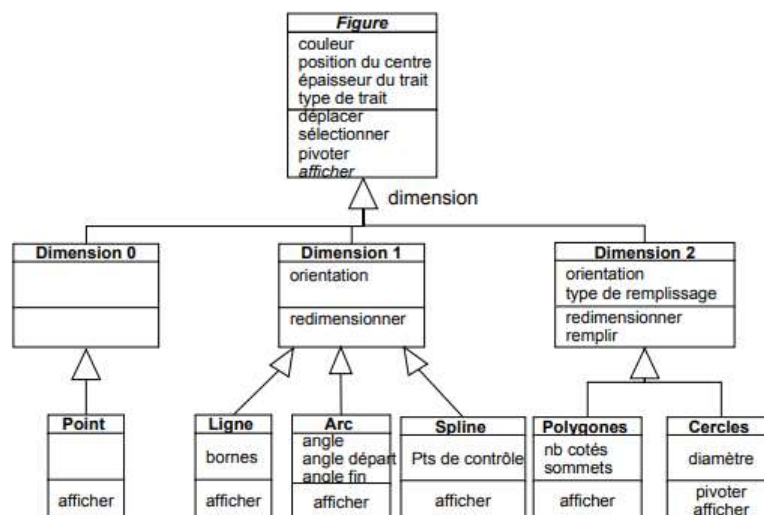 Figure
couleur
position du centre
épaisseur du trait
type de trait
déplacer
sélectionner
pivoter
afficher
dimension
Dimension 0
Dimension 1
orientation
redimensionner
Dimension 2
orientation
type de remplissage
redimensionner
remplir
Point
afficher
Ligne
bornes
afficher
Arc
angle
angle départ
angle fin
afficher
Spline
Pts de contrôle
afficher
Polygones
nb cotés
sommets
afficher
Cercles
diamètre
pivoter
afficher